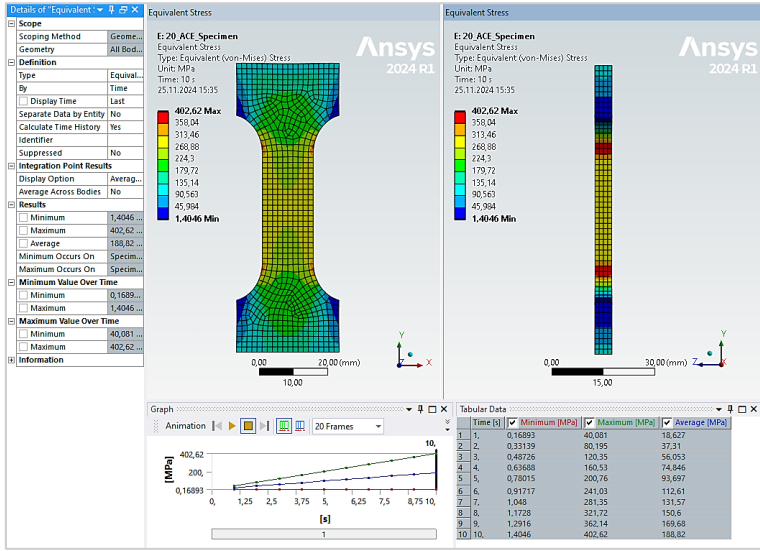 Details of "Equivalent :
Scope
Scoping Method Geome...
Geometry All Bod...
Definition
Type Equival...
By Time
Display Time Last
Separate Data by Entity No
Calculate Time History Yes
Identifier
Suppressed No
Integration Point Results
Display Option Averag...
Average Across Bodies No
Results
Minimum 1,4046 ...
Maximum 402,62 ...
Average 188,82 ...
Minimum Occurs On Specim...
Maximum Occurs On Specim...
Minimum Value Over Time
Minimum 0,1689...
Maximum 1,4046 ...
Maximum Value Over Time
Minimum 40,081 ...
Maximum 402,62 ...
Information
Equivalent Stress
E: 20_ACE_Specimen
Equivalent Stress
Type: Equivalent (von-Mises) Stress
Unit: MPa
Time: 10 s
25.11.2024 15:35
Ansys
2024 R1
402,62 Max
358,04
313,46
268,88
224,3
179,72
135,14
90,563
45,984
1,4046 Min
0,00 20,00 (mm)
10,00
Y
Z X
Equivalent Stress
E: 20_ACE_Specimen
Equivalent Stress
Type: Equivalent (von-Mises) Stress
Unit: MPa
Time: 10 s
25.11.2024 15:35
Ansys
2024 R1
402,62 Max
358,04
313,46
268,88
224,3
179,72
135,14
90,563
45,984
1,4046 Min
0,00 30,00 (mm)
15,00
Y
Z X
Graph
Animation 20 Frames
10,
402,62
200,
0,16893
[MPa]
0, 1,25 2,5 3,75 5, 6,25 7,5 8,75 10,
[s]
1
Tabular Data
Time [s] Minimum [MPa] Maximum [MPa] Average [MPa]
1 1, 0,16893 40,081 18,627
2 2, 0,33139 80,195 37,31
3 3, 0,48726 120,35 56,053
4 4, 0,63688 160,53 74,846
5 5, 0,78015 200,76 93,697
6 6, 0,91717 241,03 112,61
7 7, 1,048 281,35 131,57
8 8, 1,1728 321,72 150,6
9 9, 1,2916 362,14 169,68
10 10, 1,4046 402,62 188,82